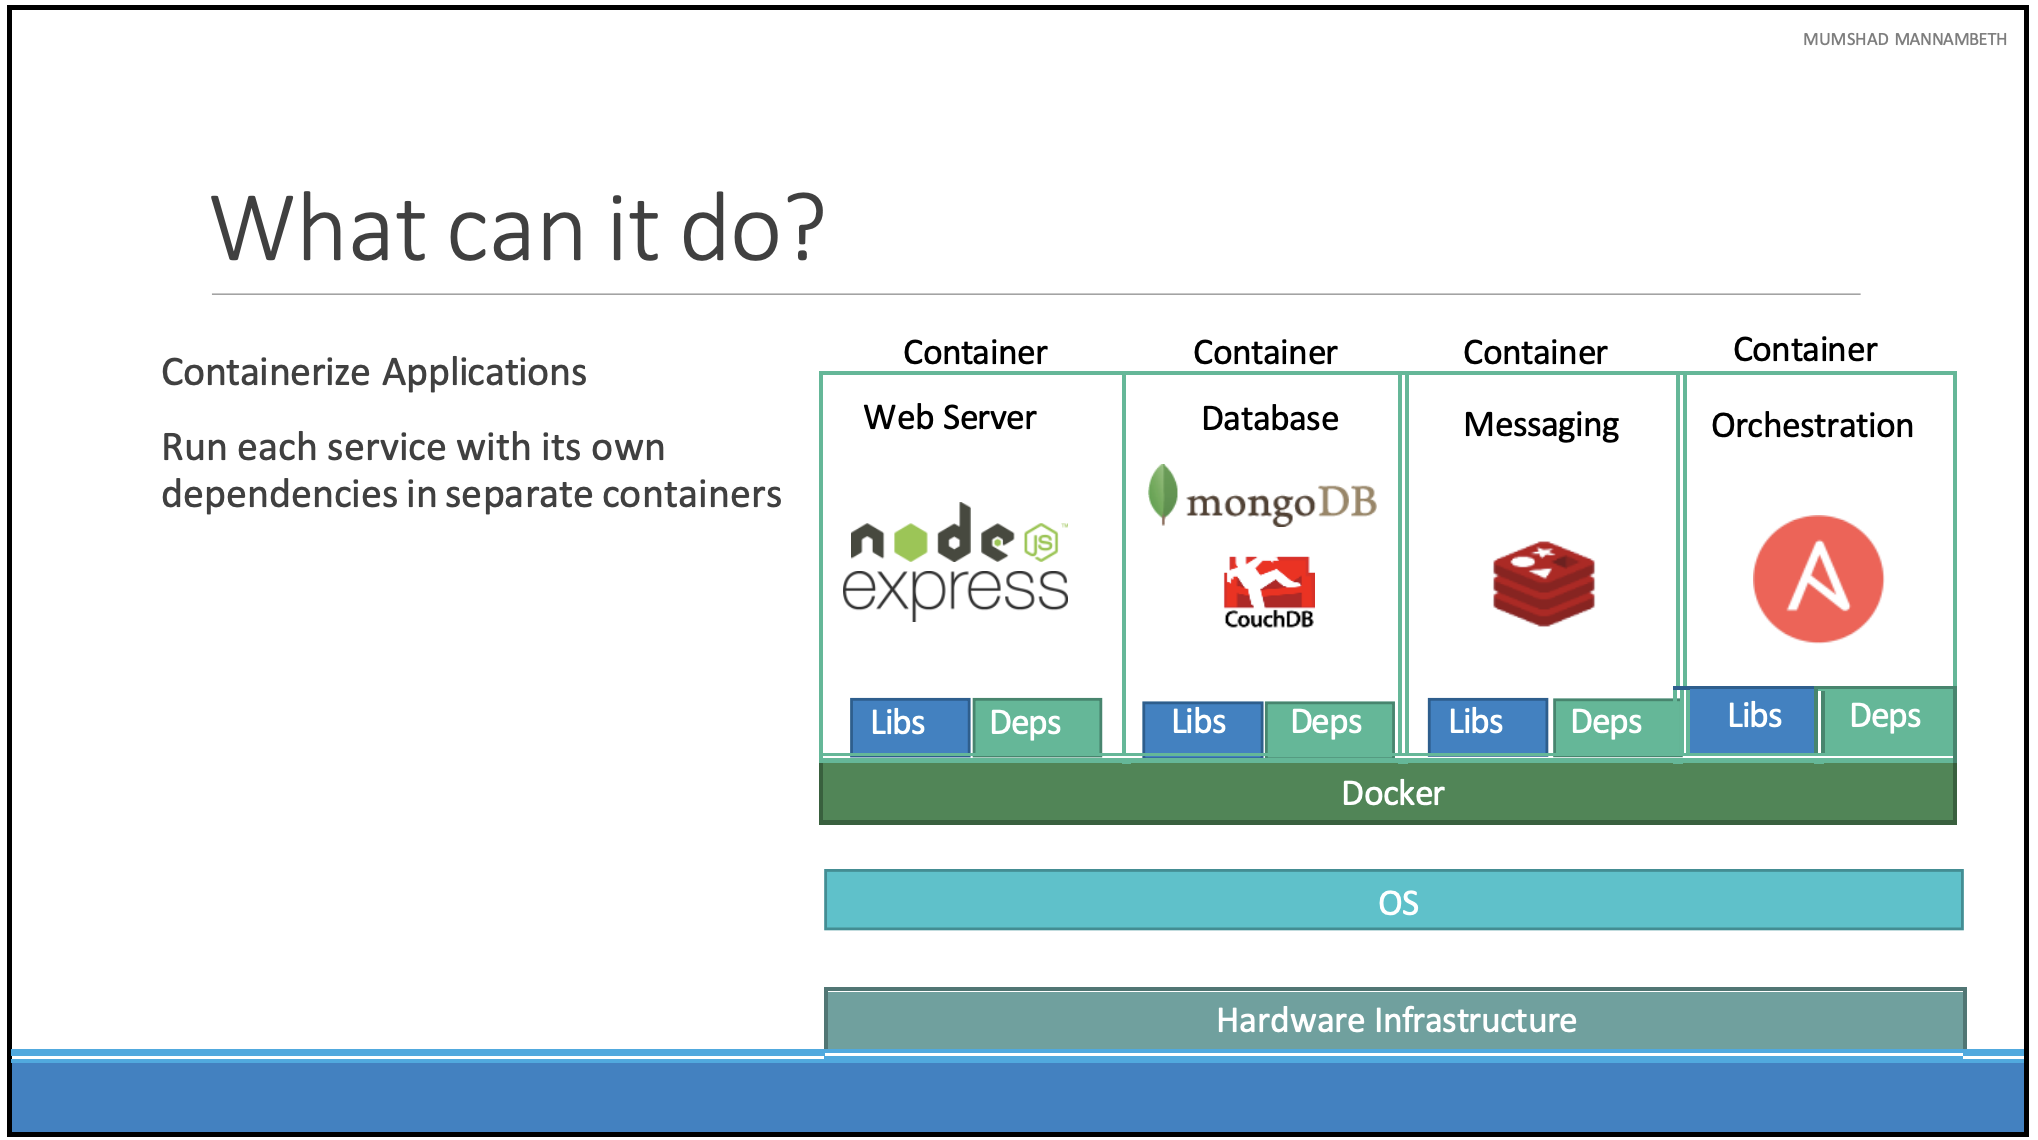 MUMSHAD MANNAMBETH
What can it do?
Containerize Applications
Run each service with its own
dependencies in separate containers
Container
Container
Container
Container
Web Server
Database
Messaging
Orchestration
node JS ™
express
mongoDB
CouchDB
Libs
Deps
Libs
Deps
Libs
Deps
Libs
Deps
Docker
OS
Hardware Infrastructure